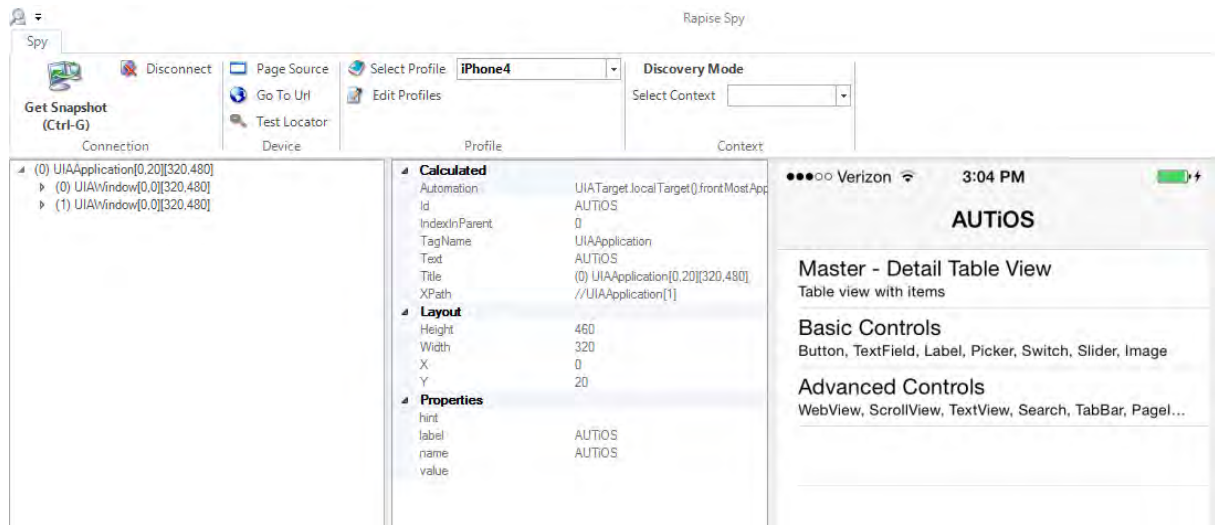 Rapise Spy
Spy
Get Snapshot
(Ctrl-G)
Disconnect
Connection
Page Source
Go To Url
Test Locator
Device
Select Profile iPhone4
Edit Profiles
Profile
Discovery Mode
Select Context
Context
(0) UIAApplication[0,20][320,480]
(0) UIAWindow[0,0][320,480]
(1) UIAWindow[0,0][320,480]
Calculated
Automation UIATarget.localTarget().frontMostApp
Id AUTiOS
IndexInParent 0
TagName UIAApplication
Text AUTiOS
Title (0) UIAApplication[0,20][320,480]
XPath //UIAApplication[1]
Layout
Height 460
Width 320
X 0
Y 20
Properties
hint
label AUTiOS
name AUTiOS
value
Verizon 3:04 PM
AUTiOS
Master - Detail Table View
Table view with items
Basic Controls
Button, TextField, Label, Picker, Switch, Slider, Image
Advanced Controls
WebView, ScrollView, TextView, Search, TabBar, PageI...